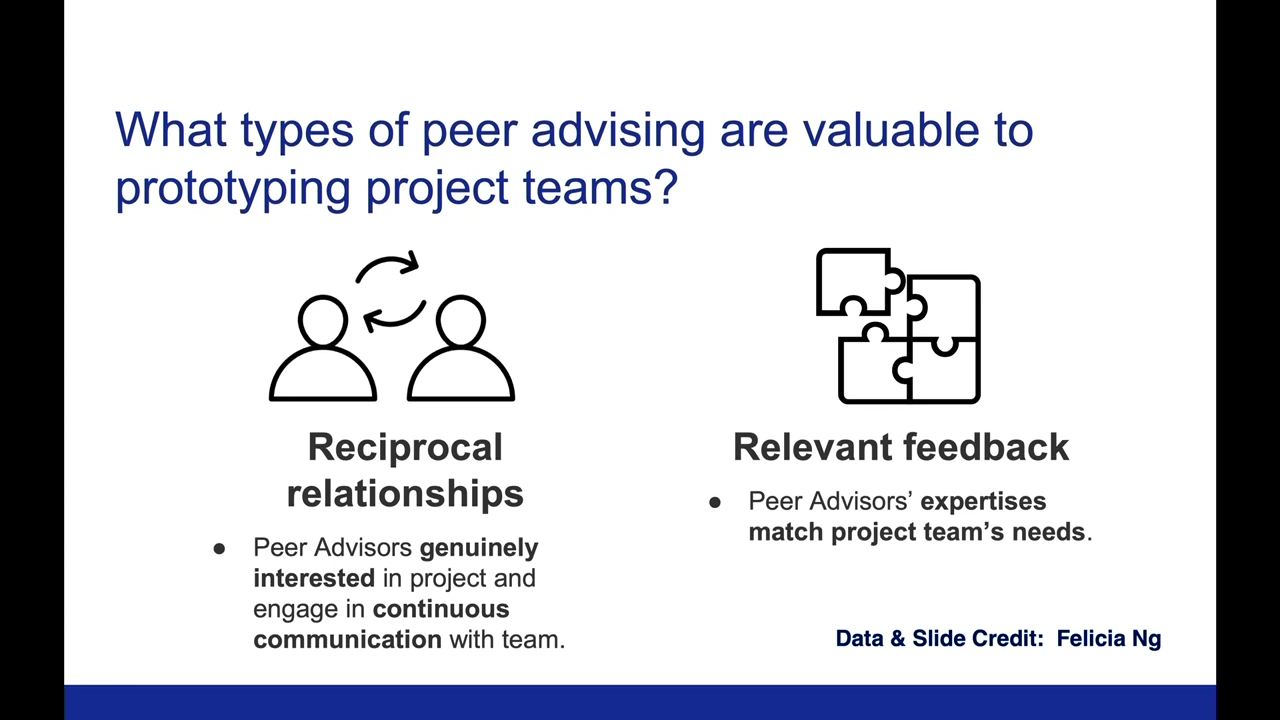 What types of peer advising are valuable to
prototyping project teams?
Reciprocal
relationships
● Peer Advisors genuinely
interested in project and
engage in continuous
communication with team.
Relevant feedback
● Peer Advisors’ expertises
match project team’s needs.
Data & Slide Credit: Felicia Ng